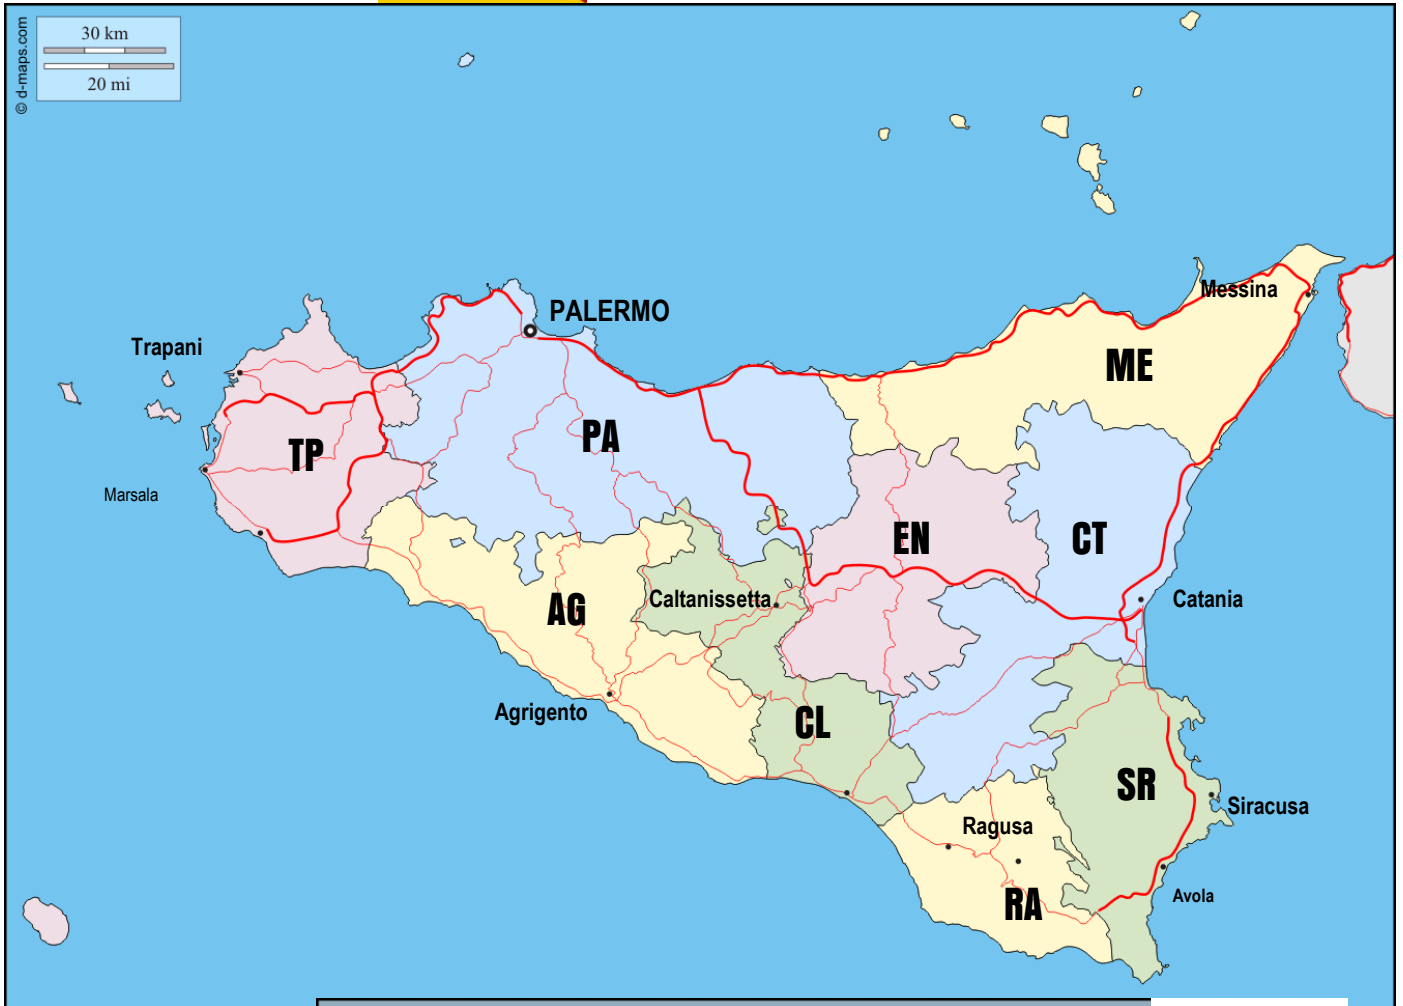 © d-maps.com
30 km
20 mi
Messina
PALERMO
Trapani
ME
PA
TP
Marsala
EN
CT
Caltanissetta
Catania
AG
Agrigento
CL
SR
Siracusa
Ragusa
RA
Avola